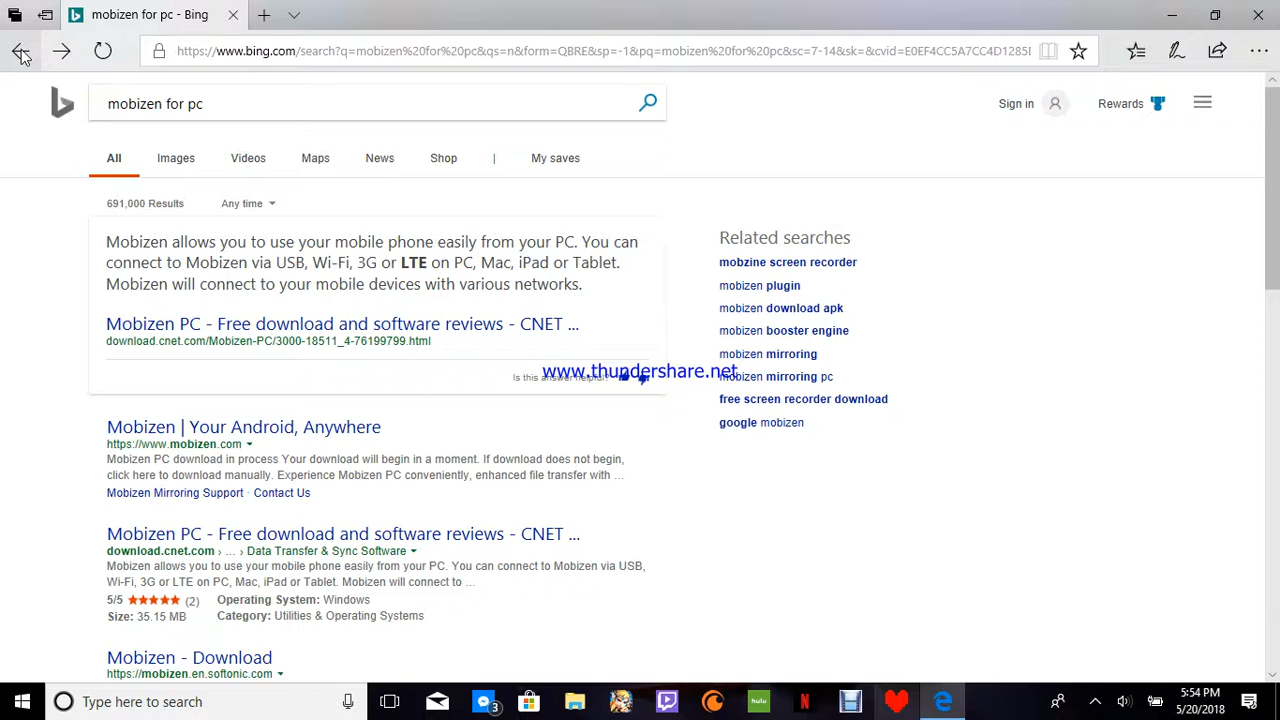 mobizen for pc - Bing
https://www.bing.com/search?q=mobizen%20for%20pc&qs=n&form=QBRE&sp=-1&pq=mobizen%20for%20pc&sc=7-14&sk=&cvid=E0EF4CC5A7CC4D1285
mobizen for pc
Sign in
Rewards
All
Images
Videos
Maps
News
Shop
|
My saves
691,000 Results
Any time
Mobizen allows you to use your mobile phone easily from your PC. You can
connect to Mobizen via USB, Wi-Fi, 3G or LTE on PC, Mac, iPad or Tablet.
Mobizen will connect to your mobile devices with various networks.
Mobizen PC - Free download and software reviews - CNET ...
download.cnet.com/Mobizen-PC/3000-18511_4-76199799.html
Is this answer helpful?
www.thundershare.net
Mobizen | Your Android, Anywhere
https://www.mobizen.com
Mobizen PC download in process Your download will begin in a moment. If download does not begin,
click here to download manually. Experience Mobizen PC conveniently, enhanced file transfer with ...
Mobizen Mirroring Support · Contact Us
Mobizen PC - Free download and software reviews - CNET ...
download.cnet.com › ... › Data Transfer & Sync Software
Mobizen allows you to use your mobile phone easily from your PC. You can connect to Mobizen via USB,
Wi-Fi, 3G or LTE on PC, Mac, iPad or Tablet. Mobizen will connect to ...
5/5 ★★★★★ (2) Operating System: Windows
Size: 35.15 MB Category: Utilities & Operating Systems
Mobizen - Download
https://mobizen.en.softonic.com
Related searches
mobzine screen recorder
mobizen plugin
mobizen download apk
mobizen booster engine
mobizen mirroring
mobizen mirroring pc
free screen recorder download
google mobizen
Type here to search
3
hulu
N
5:54 PM
5/20/2018